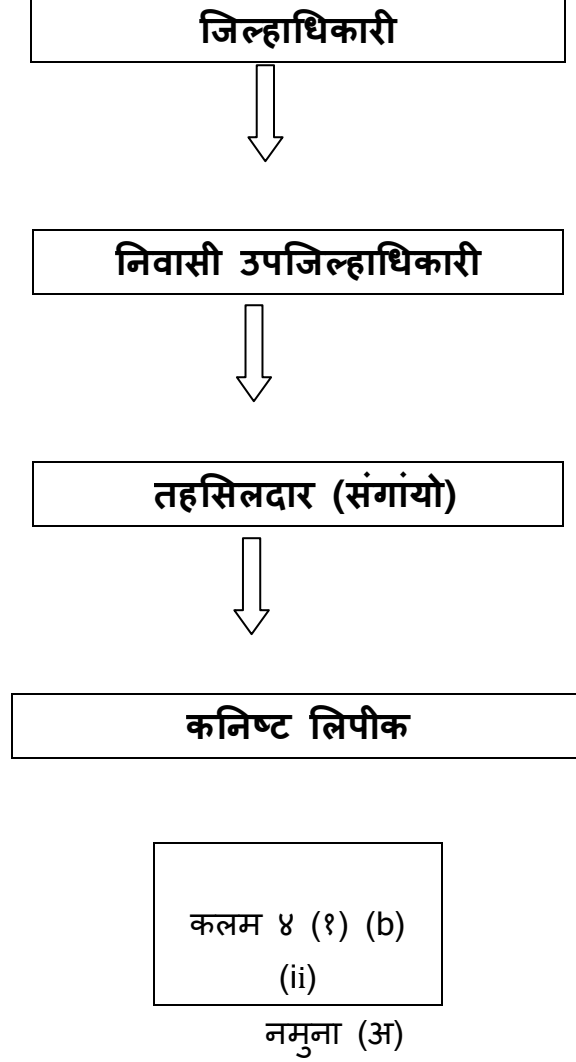 जिल्हाधिकारी
निवासी उपजिल्हाधिकारी
तहसिलदार (संगांयो)
कनिष्ट लिपीक
कलम ४ (१) (b)
(ii)
नमुना (अ)